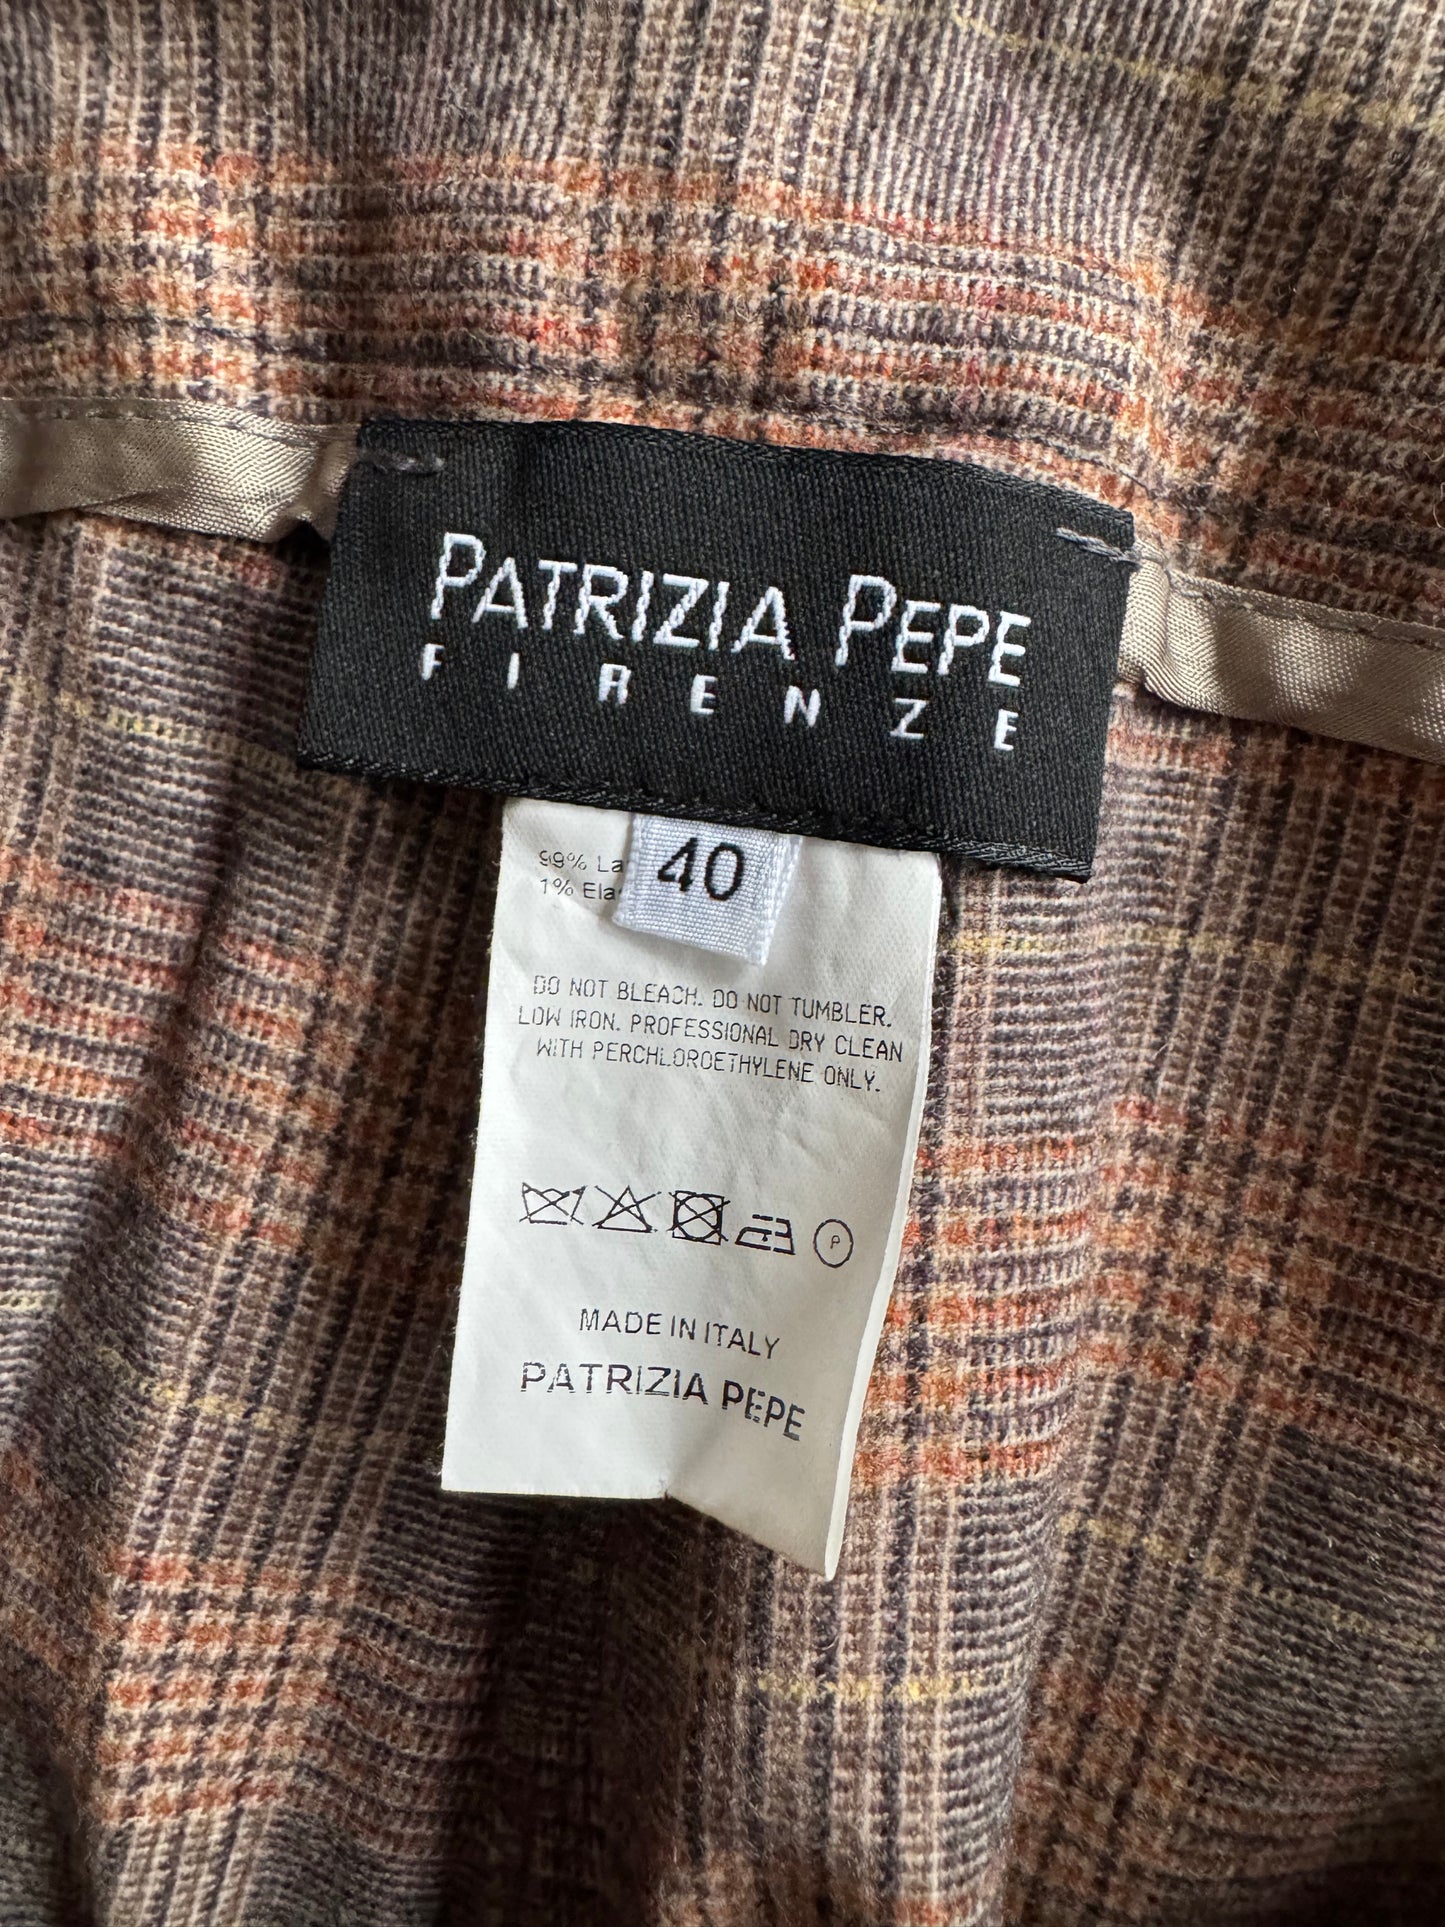 PATRIZIA PEPE
FIRENZE
40
99% La
1% Ela
DO NOT BLEACH. DO NOT TUMBLER.
LOW IRON. PROFESSIONAL DRY CLEAN
WITH PERCHLOROETHYLENE ONLY.
P
MADE IN ITALY
PATRIZIA PEPE